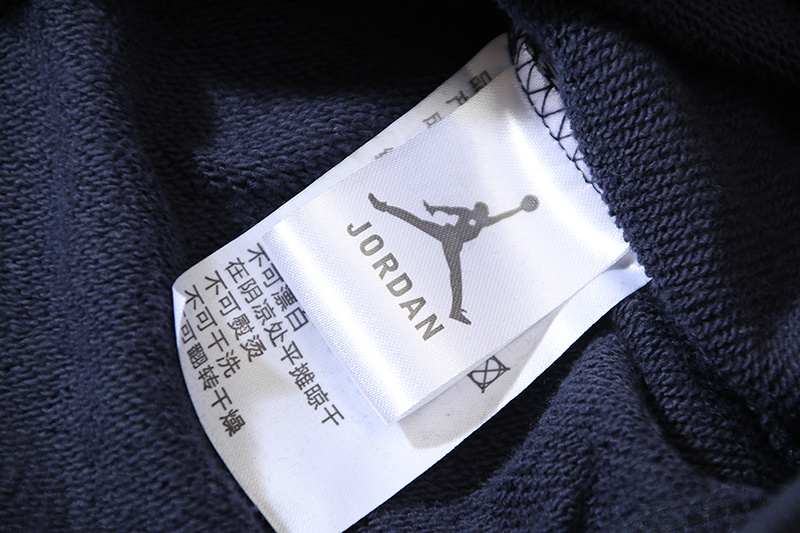 JORDAN
不可漂白
在阴凉处平摊晾干
不可熨烫
不可干洗
可翻转干燥